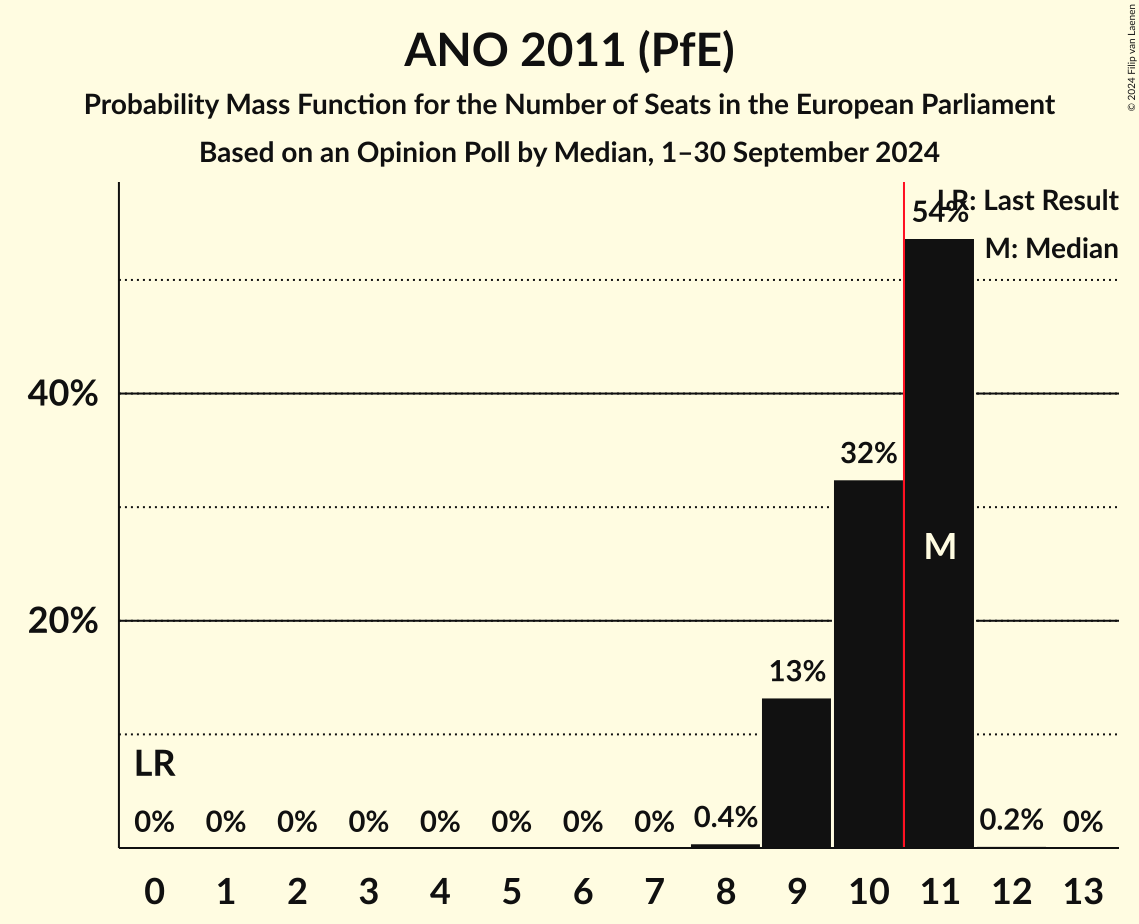 ANO 2011 (PfE)
Probability Mass Function for the Number of Seats in the European Parliament
Based on an Opinion Poll by Median, 1–30 September 2024
© 2024 Filip van Laenen
LR: Last Result
M: Median
54%
40%
32%
M
20%
13%
LR
0% 0% 0% 0% 0% 0% 0% 0% 0.4% 0.2% 0%
0 1 2 3 4 5 6 7 8 9 10 11 12 13